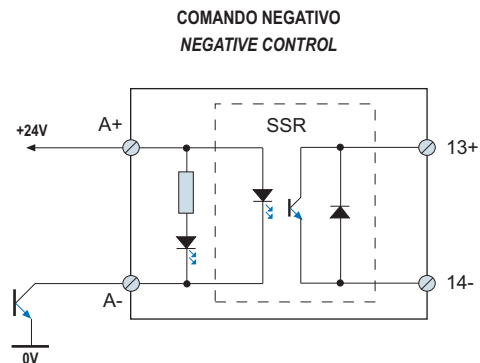 COMANDO NEGATIVO
NEGATIVE CONTROL
+24V
A+
SSR
13+
A-
14-
0V